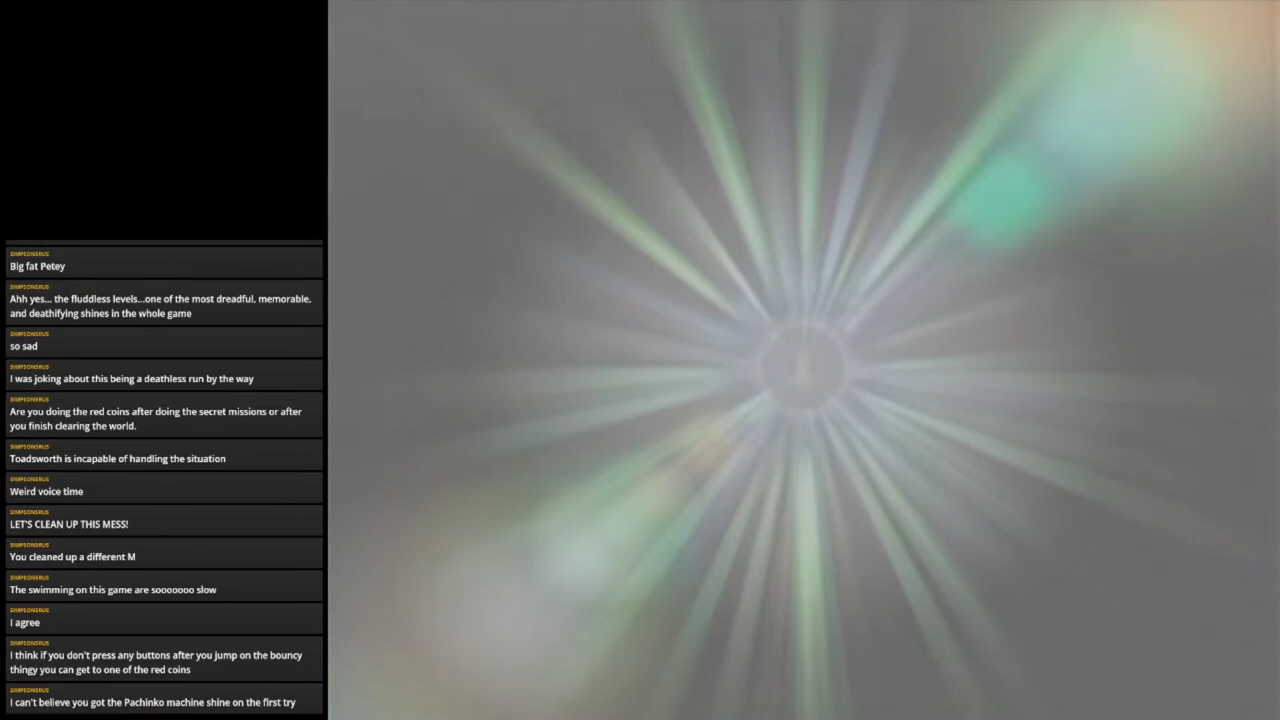 SIMPSONSRUS
Big fat Petey
SIMPSONSRUS
Ahh yes... the fluddless levels...one of the most dreadful, memorable,
and deathifying shines in the whole game
SIMPSONSRUS
so sad
SIMPSONSRUS
I was joking about this being a deathless run by the way
SIMPSONSRUS
Are you doing the red coins after doing the secret missions or after
you finish clearing the world.
SIMPSONSRUS
Toadsworth is incapable of handling the situation
SIMPSONSRUS
Weird voice time
SIMPSONSRUS
LET'S CLEAN UP THIS MESS!
SIMPSONSRUS
You cleaned up a different M
SIMPSONSRUS
The swimming on this game are sooooooo slow
SIMPSONSRUS
I agree
SIMPSONSRUS
I think if you don't press any buttons after you jump on the bouncy
thingy you can get to one of the red coins
SIMPSONSRUS
I can't believe you got the Pachinko machine shine on the first try